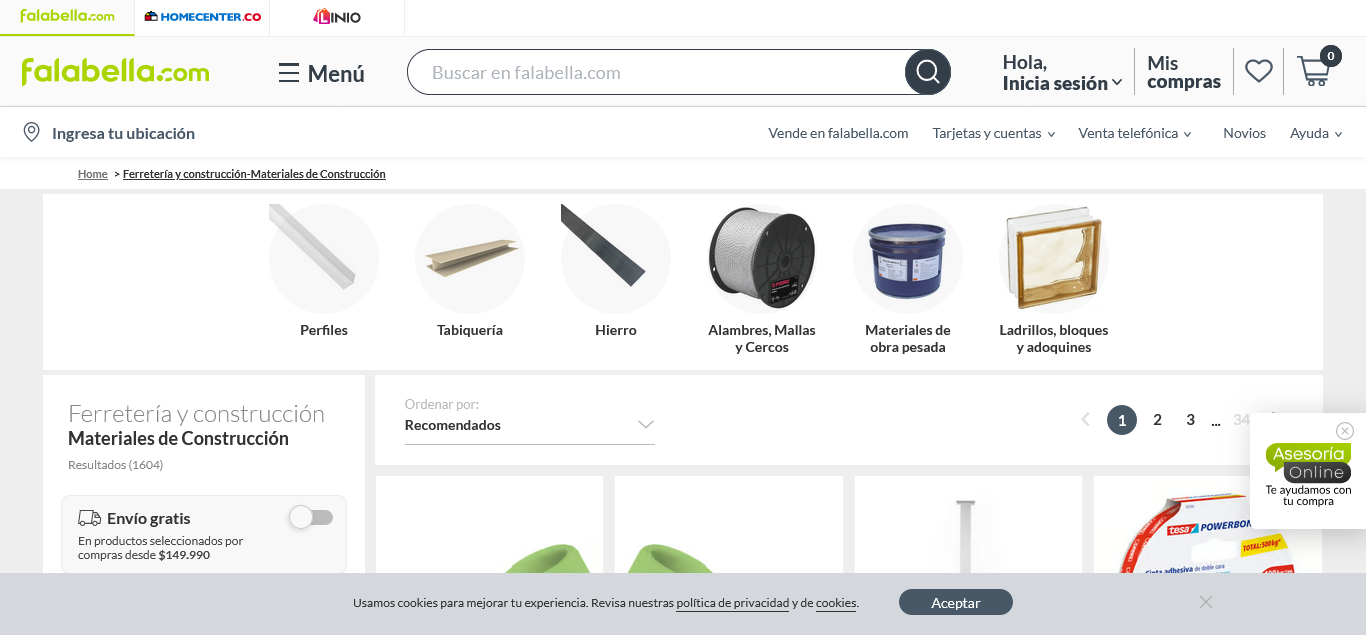 falabella.com
HOMECENTER.CO
LINIO
falabella.com
Menú
Buscar en falabella.com
Hola,
Inicia sesión
Mis
compras
0
Ingresa tu ubicación
Vende en falabella.com
Tarjetas y cuentas
Venta telefónica
Novios
Ayuda
Home > Ferretería y construcción-Materiales de Construcción
Perfiles
Tabiquería
Hierro
Alambres, Mallas
y Cercos
Materiales de
obra pesada
Ladrillos, bloques
y adoquines
Ferretería y construcción
Materiales de Construcción
Resultados (1604)
Envío gratis
En productos seleccionados por
compras desde $149.990
Ordenar por:
Recomendados
1 2 3 ... 34
Asesoría
Online
Te ayudamos con
tu compra
tesa POWERBON
TOTAL: 500kg*
Cinta adhesiva de doble cara
Usamos cookies para mejorar tu experiencia. Revisa nuestras política de privacidad y de cookies.
Aceptar